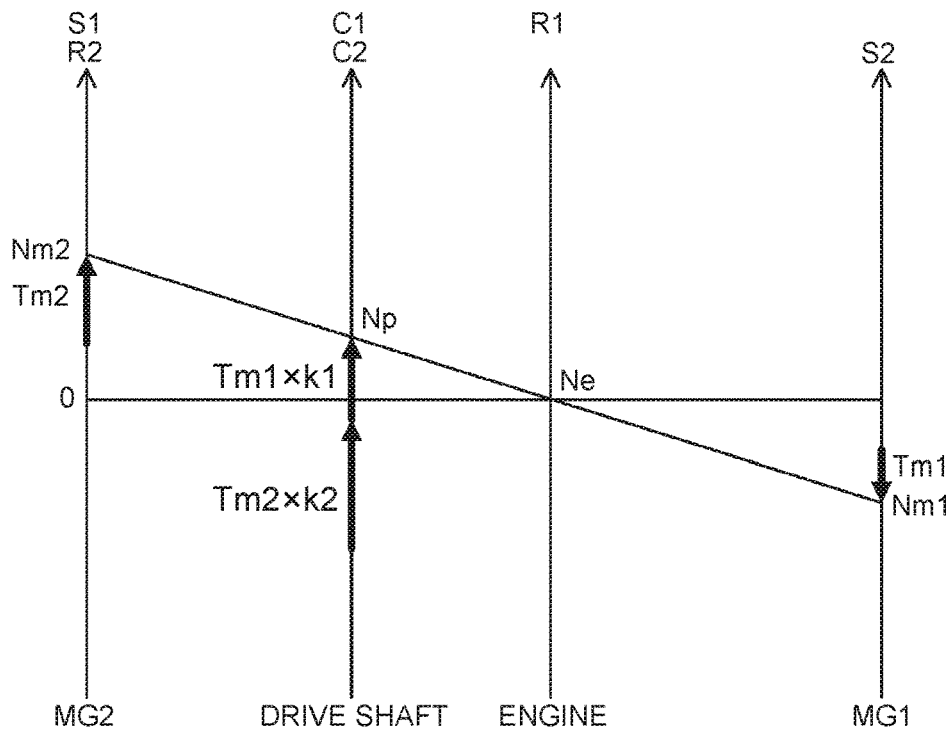 S1 C1 R1
R2 C2 S2
Nm2
Tm2
Np
Tm1×k1
Ne
0
Tm1
Tm2×k2
Nm1
MG2 DRIVE SHAFT ENGINE MG1